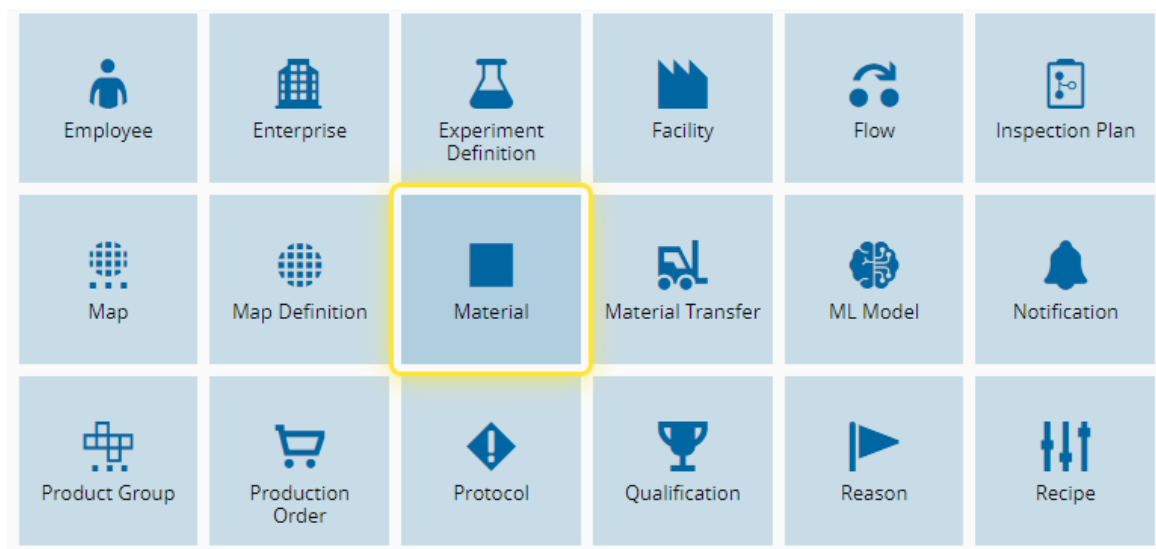 Employee
Enterprise
Experiment
Definition
Facility
Flow
Inspection Plan
Map
Map Definition
Material
Material Transfer
ML Model
Notification
Product Group
Production
Order
Protocol
Qualification
Reason
Recipe